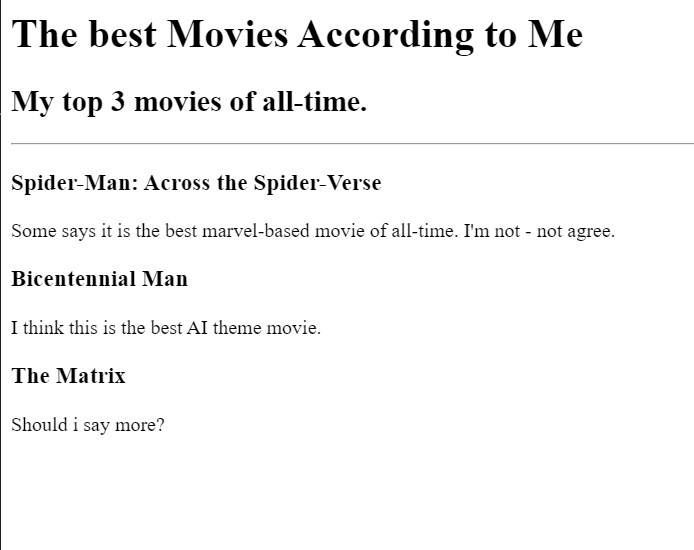 The best Movies According to Me
My top 3 movies of all-time.
Spider-Man: Across the Spider-Verse
Some says it is the best marvel-based movie of all-time. I'm not - not agree.
Bicentennial Man
I think this is the best AI theme movie.
The Matrix
Should i say more?